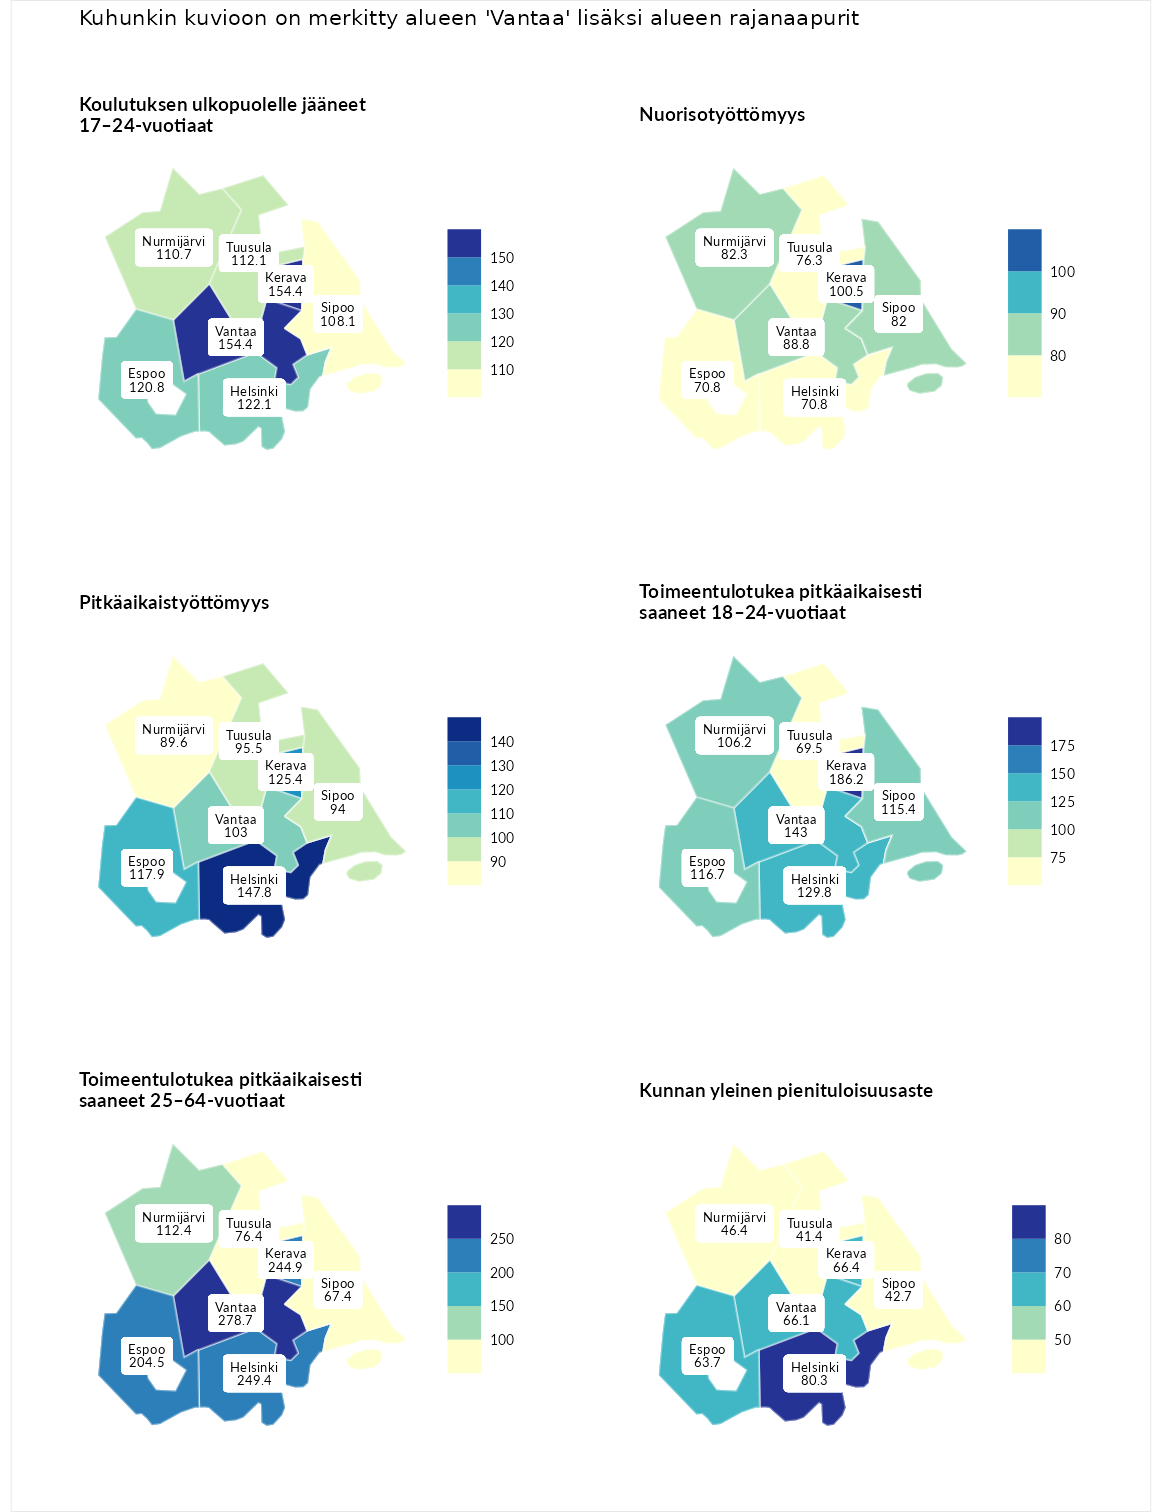 Kuhunkin kuvioon on merkitty alueen 'Vantaa' lisäksi alueen rajanaapurit
Koulutuksen ulkopuolelle jääneet
17–24-vuotiaat
Nurmijärvi
110.7
Tuusula
112.1
Kerava
154.4
Sipoo
108.1
Vantaa
154.4
Espoo
120.8
Helsinki
122.1
150
140
130
120
110
Nuorisotyöttömyys
Nurmijärvi
82.3
Tuusula
76.3
Kerava
100.5
Sipoo
82
Vantaa
88.8
Espoo
70.8
Helsinki
70.8
100
90
80
Pitkäaikaistyöttömyys
Nurmijärvi
89.6
Tuusula
95.5
Kerava
125.4
Sipoo
94
Vantaa
103
Espoo
117.9
Helsinki
147.8
140
130
120
110
100
90
Toimeentulotukea pitkäaikaisesti
saaneet 18–24-vuotiaat
Nurmijärvi
106.2
Tuusula
69.5
Kerava
186.2
Sipoo
115.4
Vantaa
143
Espoo
116.7
Helsinki
129.8
175
150
125
100
75
Toimeentulotukea pitkäaikaisesti
saaneet 25–64-vuotiaat
Nurmijärvi
112.4
Tuusula
76.4
Kerava
244.9
Sipoo
67.4
Vantaa
278.7
Espoo
204.5
Helsinki
249.4
250
200
150
100
Kunnan yleinen pienituloisuusaste
Nurmijärvi
46.4
Tuusula
41.4
Kerava
66.4
Sipoo
42.7
Vantaa
66.1
Espoo
63.7
Helsinki
80.3
80
70
60
50